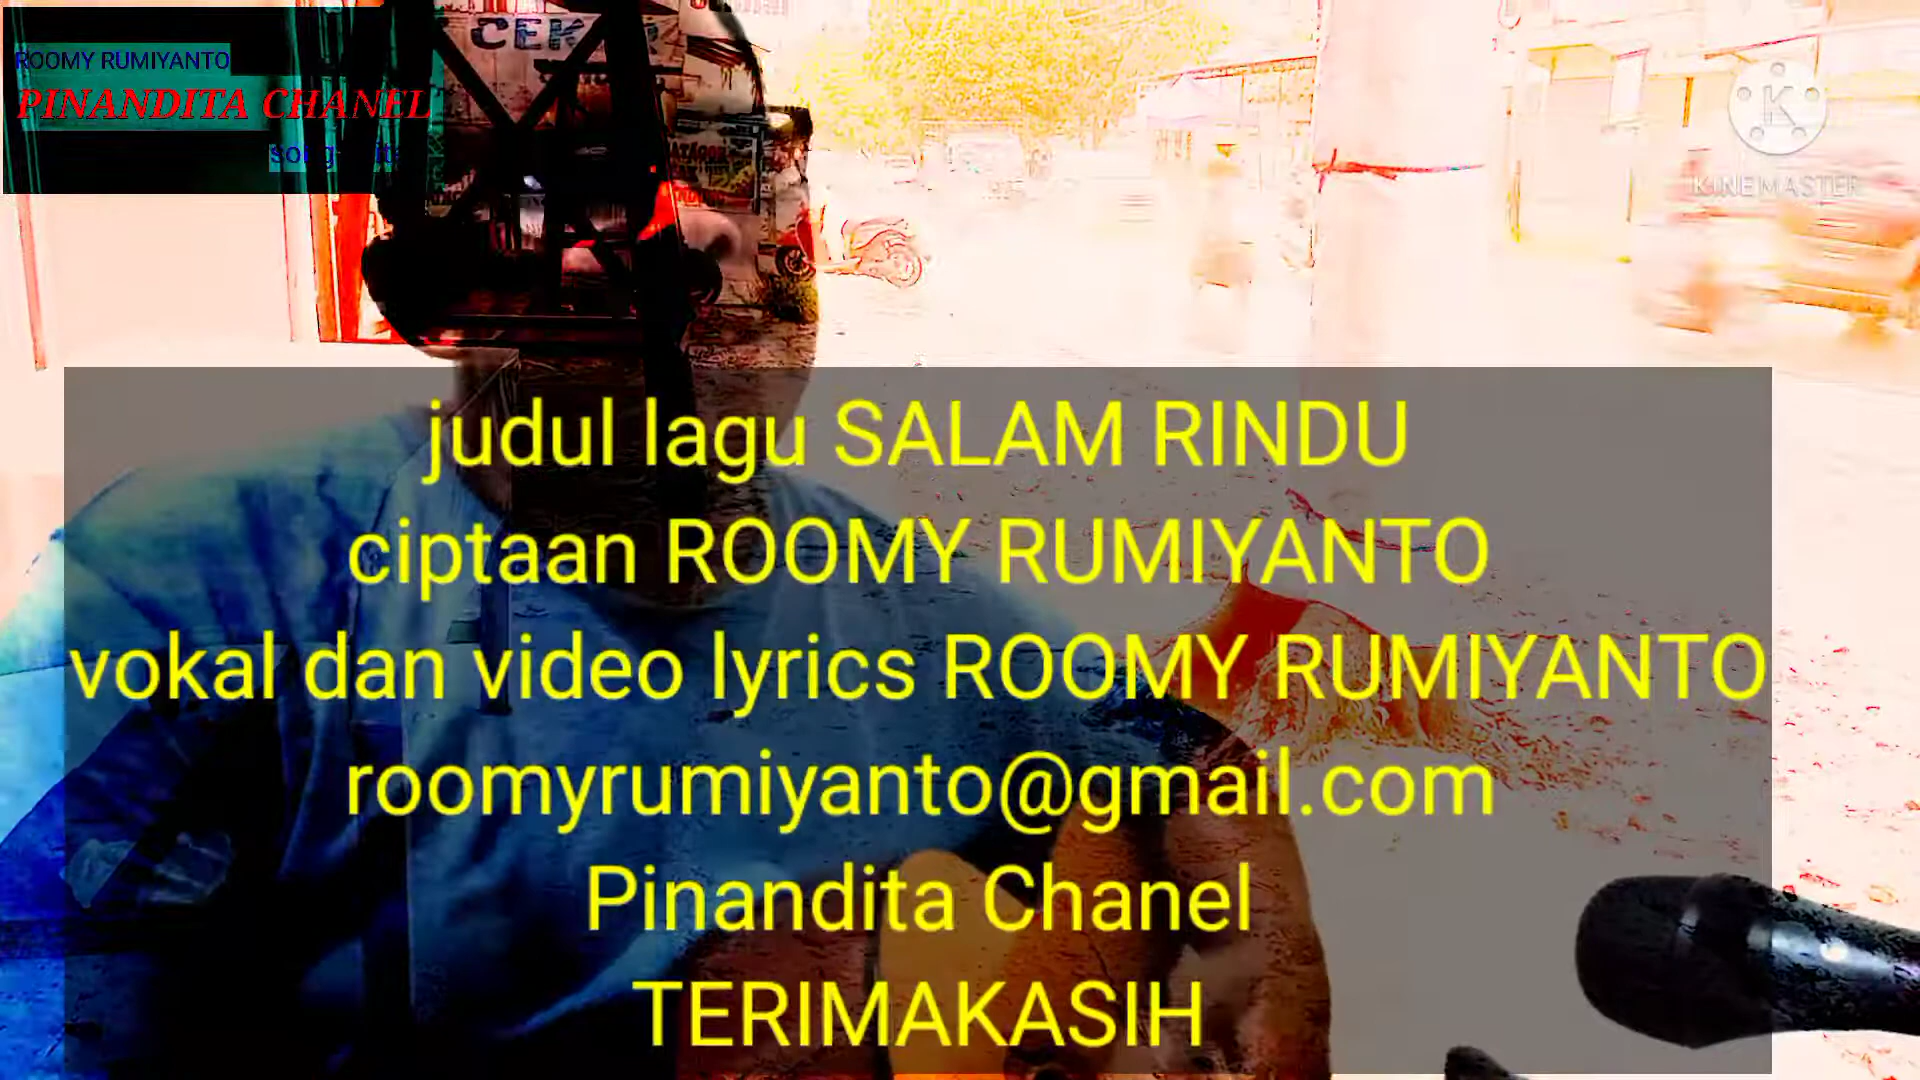 ROOMY RUMIYANTO
PINANDITA CHANEL
KINEMASTER
judul lagu SALAM RINDU
ciptaan ROOMY RUMIYANTO
vokal dan video lyrics ROOMY RUMIYANTO
roomyrumiyanto@gmail.com
Pinandita Chanel
TERIMAKASIH